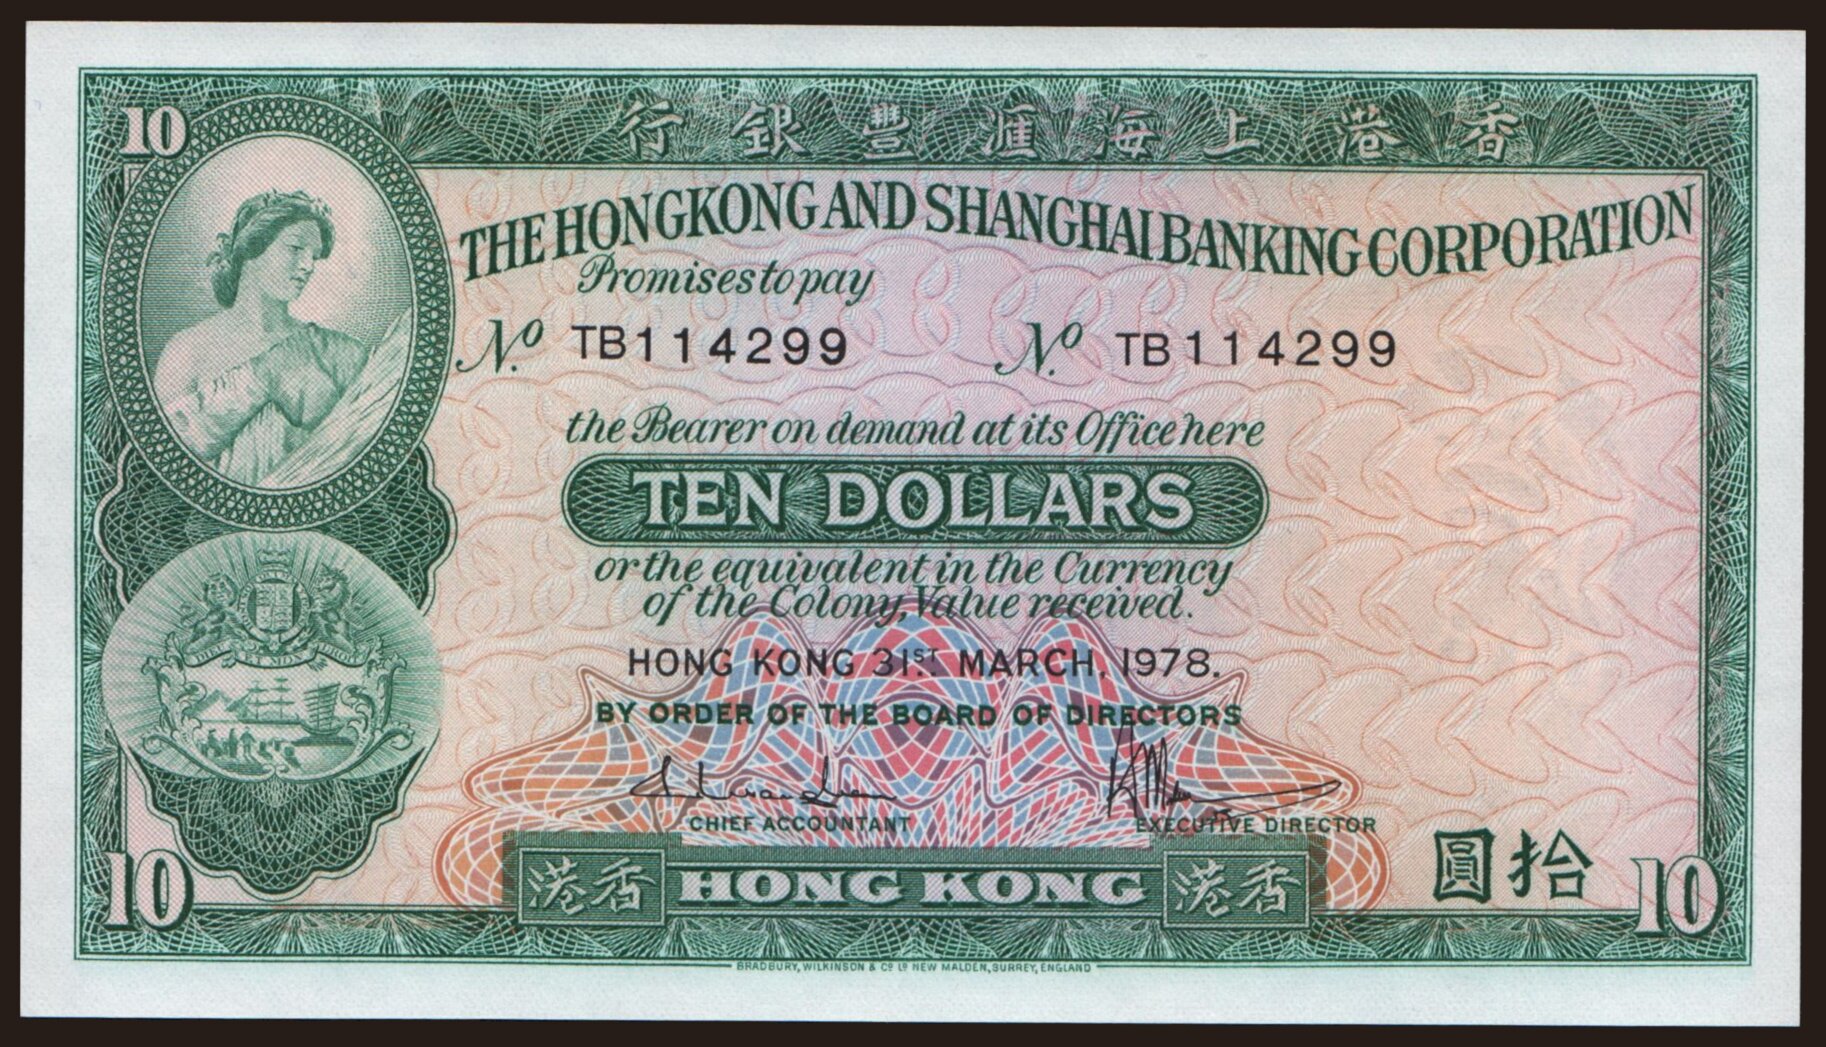 10
行銀豐滙海上港香
THE HONGKONG AND SHANGHAI BANKING CORPORATION
Promises to pay
Nº TB114299 Nº TB114299
the Bearer on demand at its Office here
TEN DOLLARS
or the equivalent in the Currency
of the Colony, Value received.
HONG KONG 31ST MARCH, 1978.
BY ORDER OF THE BOARD OF DIRECTORS
CHIEF ACCOUNTANT EXECUTIVE DIRECTOR
圓拾
10 港香 HONG KONG 港香 10
BRADBURY, WILKINSON & Cº Lº NEW MALDEN, SURREY, ENGLAND